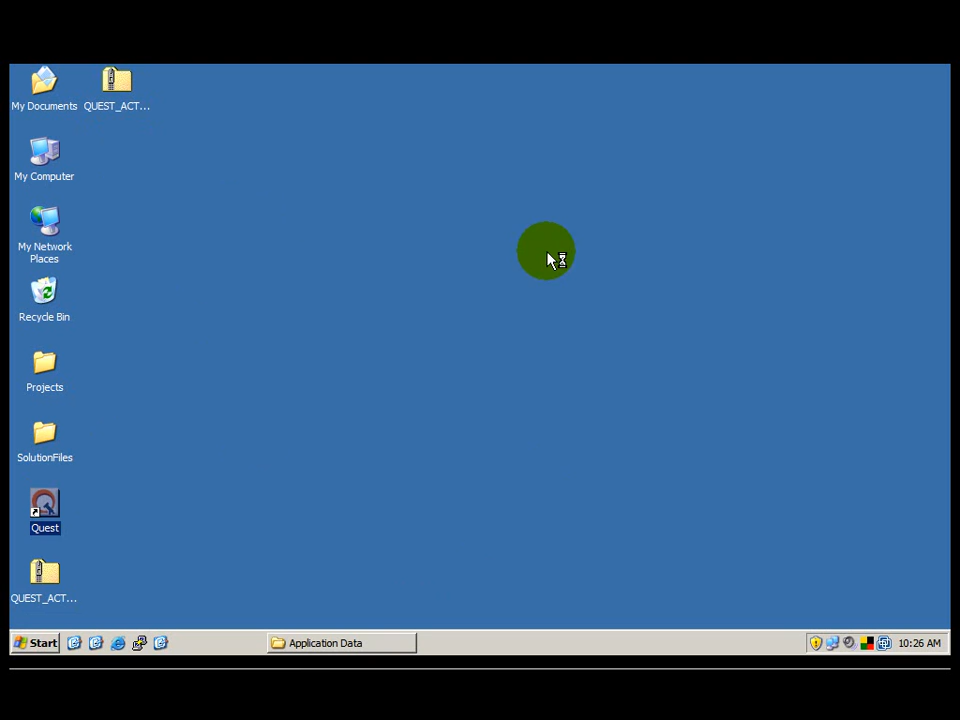 My Documents
QUEST_ACT...
My Computer
My Network
Places
Recycle Bin
Projects
SolutionFiles
Quest
QUEST_ACT...
Start
Application Data
10:26 AM